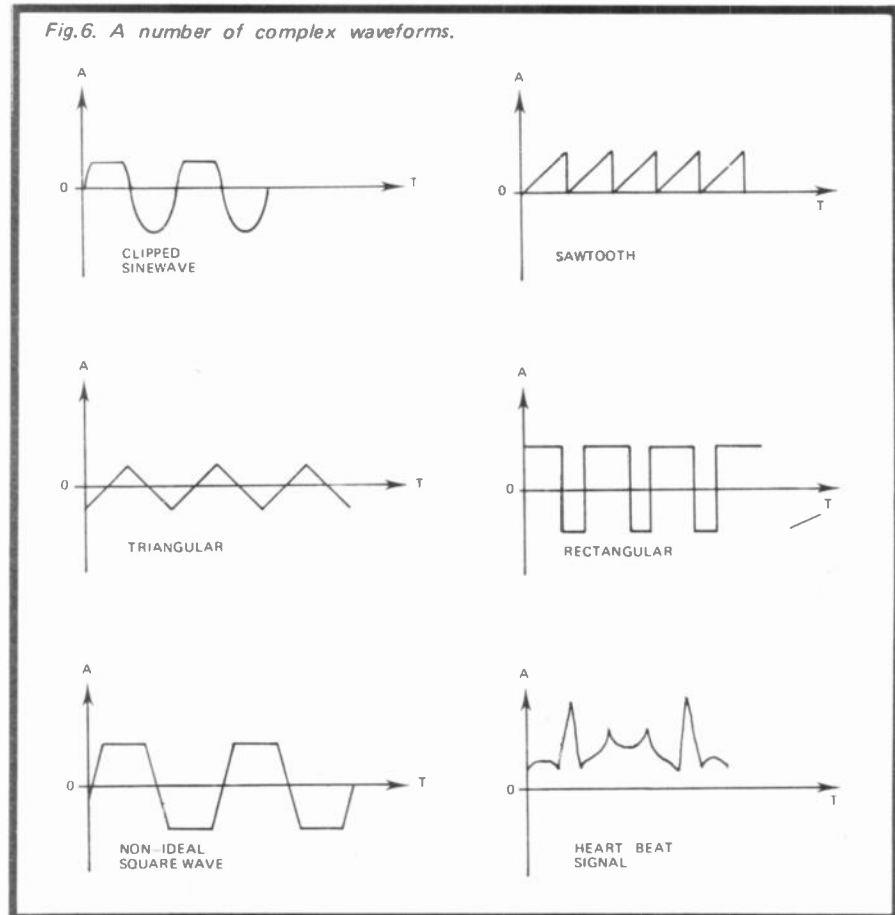 Fig.6. A number of complex waveforms.
A
0
T
CLIPPED
SINEWAVE
A
0
T
SAWTOOTH
A
0
T
TRIANGULAR
A
0
T
RECTANGULAR
A
0
T
NON-IDEAL
SQUARE WAVE
A
0
T
HEART BEAT
SIGNAL